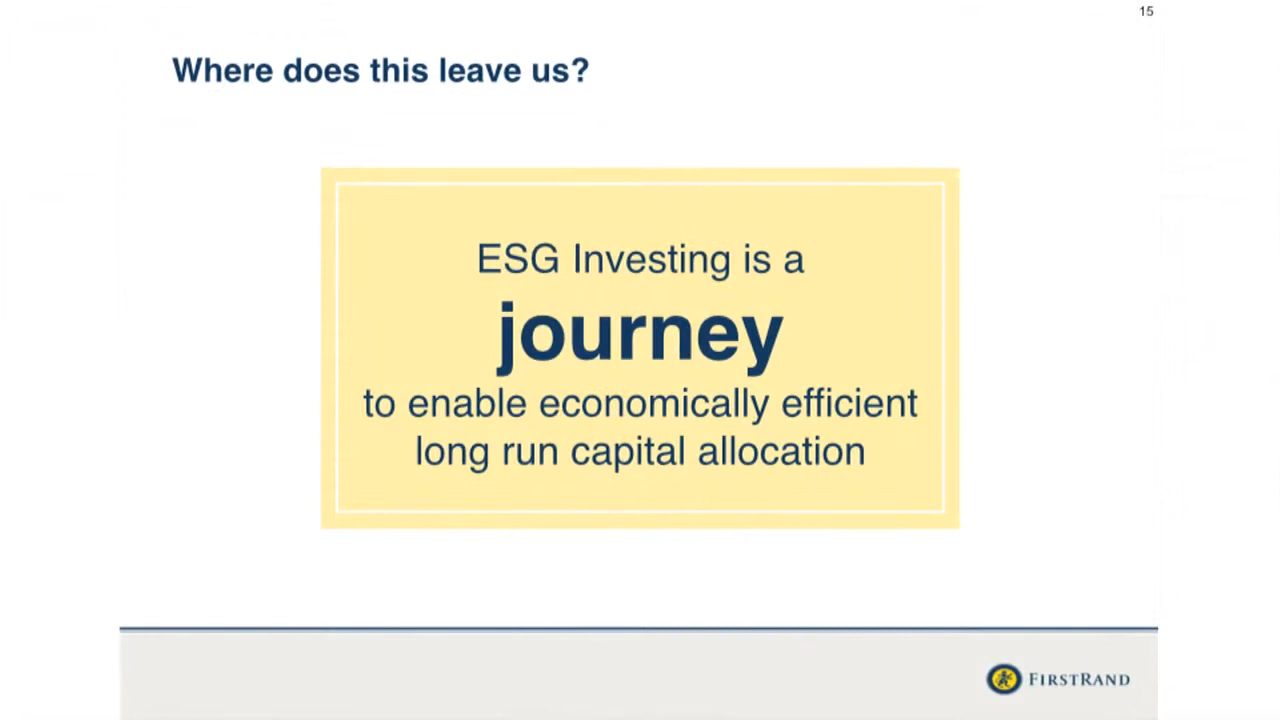 15
Where does this leave us?
ESG Investing is a
journey
to enable economically efficient
long run capital allocation
FIRSTRAND